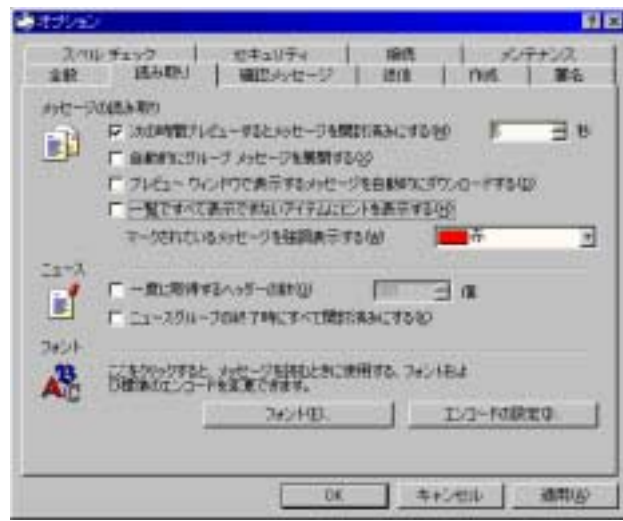 オプション
スペル チェック セキュリティ 接続 メンテナンス
全般 読み取り 確認メッセージ 送信 作成 署名
メッセージの読み取り
次の時間プレビューするとメッセージを開封済みにする(M) 秒
自動的にグループ メッセージを展開する(X)
プレビュー ウィンドウで表示するメッセージを自動的にダウンロードする(U)
一覧ですべて表示できないアイテムにヒントを表示する(H)
マークされているメッセージを強調表示する(W) 赤
ニュース
一度に取得するヘッダーの数 個
ニュースグループの終了時にすべて開封済みにする(K)
フォント
ここをクリックすると、メッセージを読むときに使用する、フォントおよ
び標準のエンコードを変更できます。
フォント エンコードの設定
OK キャンセル 適用(A)